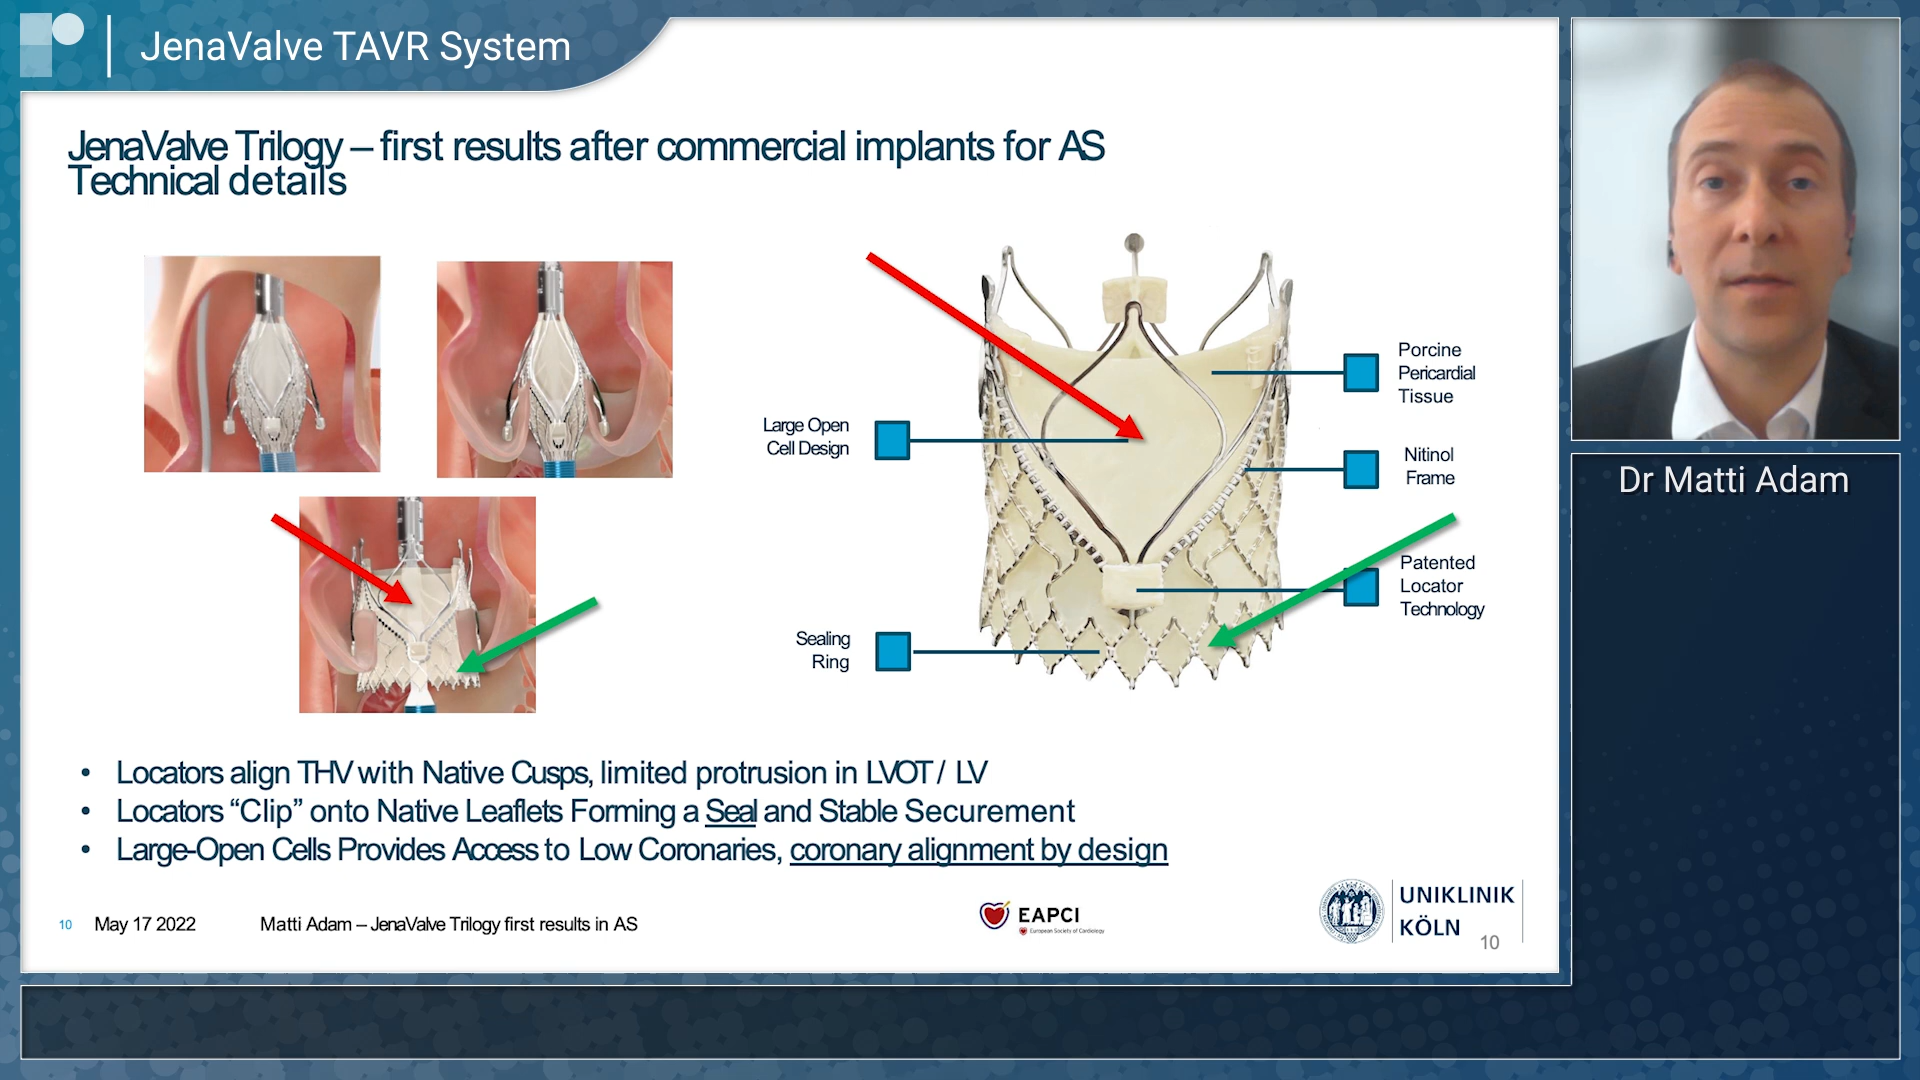 JenaValve TAVR System
JenaValve Trilogy – first results after commercial implants for AS
Technical details
Large Open
Cell Design
Sealing
Ring
Porcine
Pericardial
Tissue
Nitinol
Frame
Patented
Locator
Technology
• Locators align THV with Native Cusps, limited protrusion in LVOT / LV
• Locators “Clip” onto Native Leaflets Forming a Seal and Stable Securement
• Large-Open Cells Provides Access to Low Coronaries, coronary alignment by design
10 May 17 2022 Matti Adam – JenaValve Trilogy first results in AS
EAPCI
European Society of Cardiology
UNIKLINIK
KÖLN
10
Dr Matti Adam